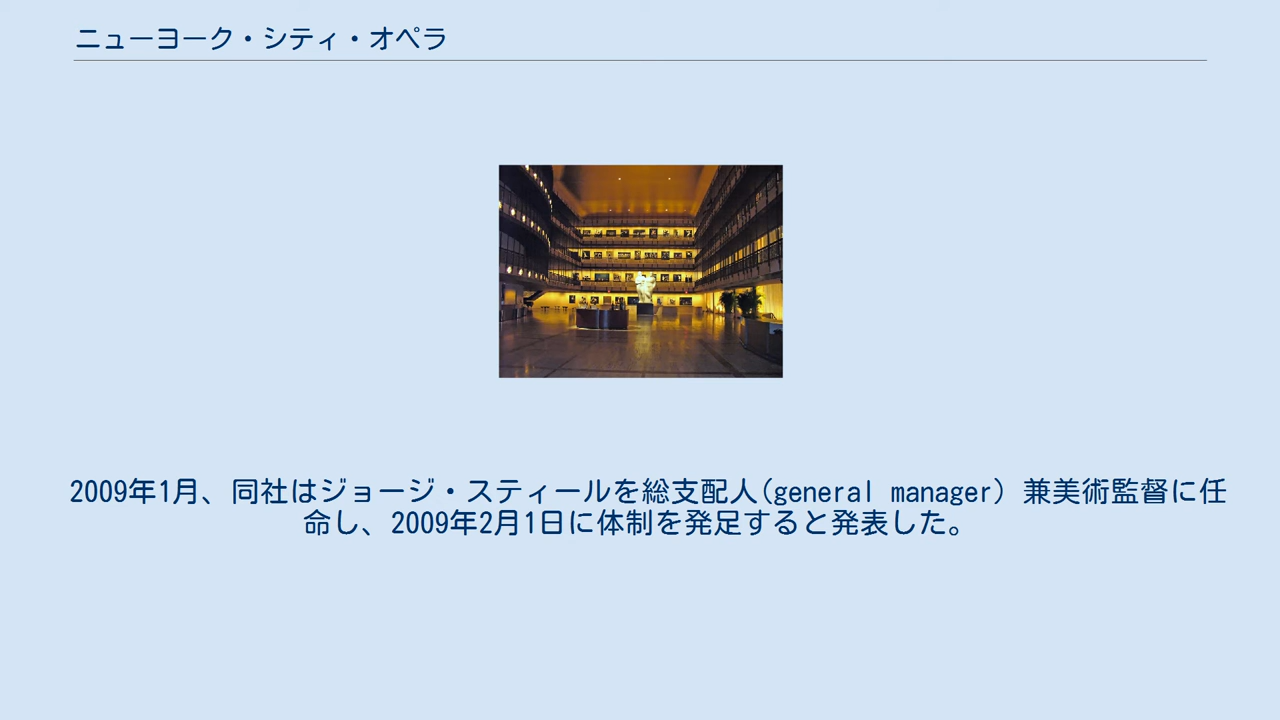 ニューヨーク・シティ・オペラ
2009年1月、同社はジョージ・スティールを総支配人(general manager) 兼美術監督に任
命し、2009年2月1日に体制を発足すると発表した。